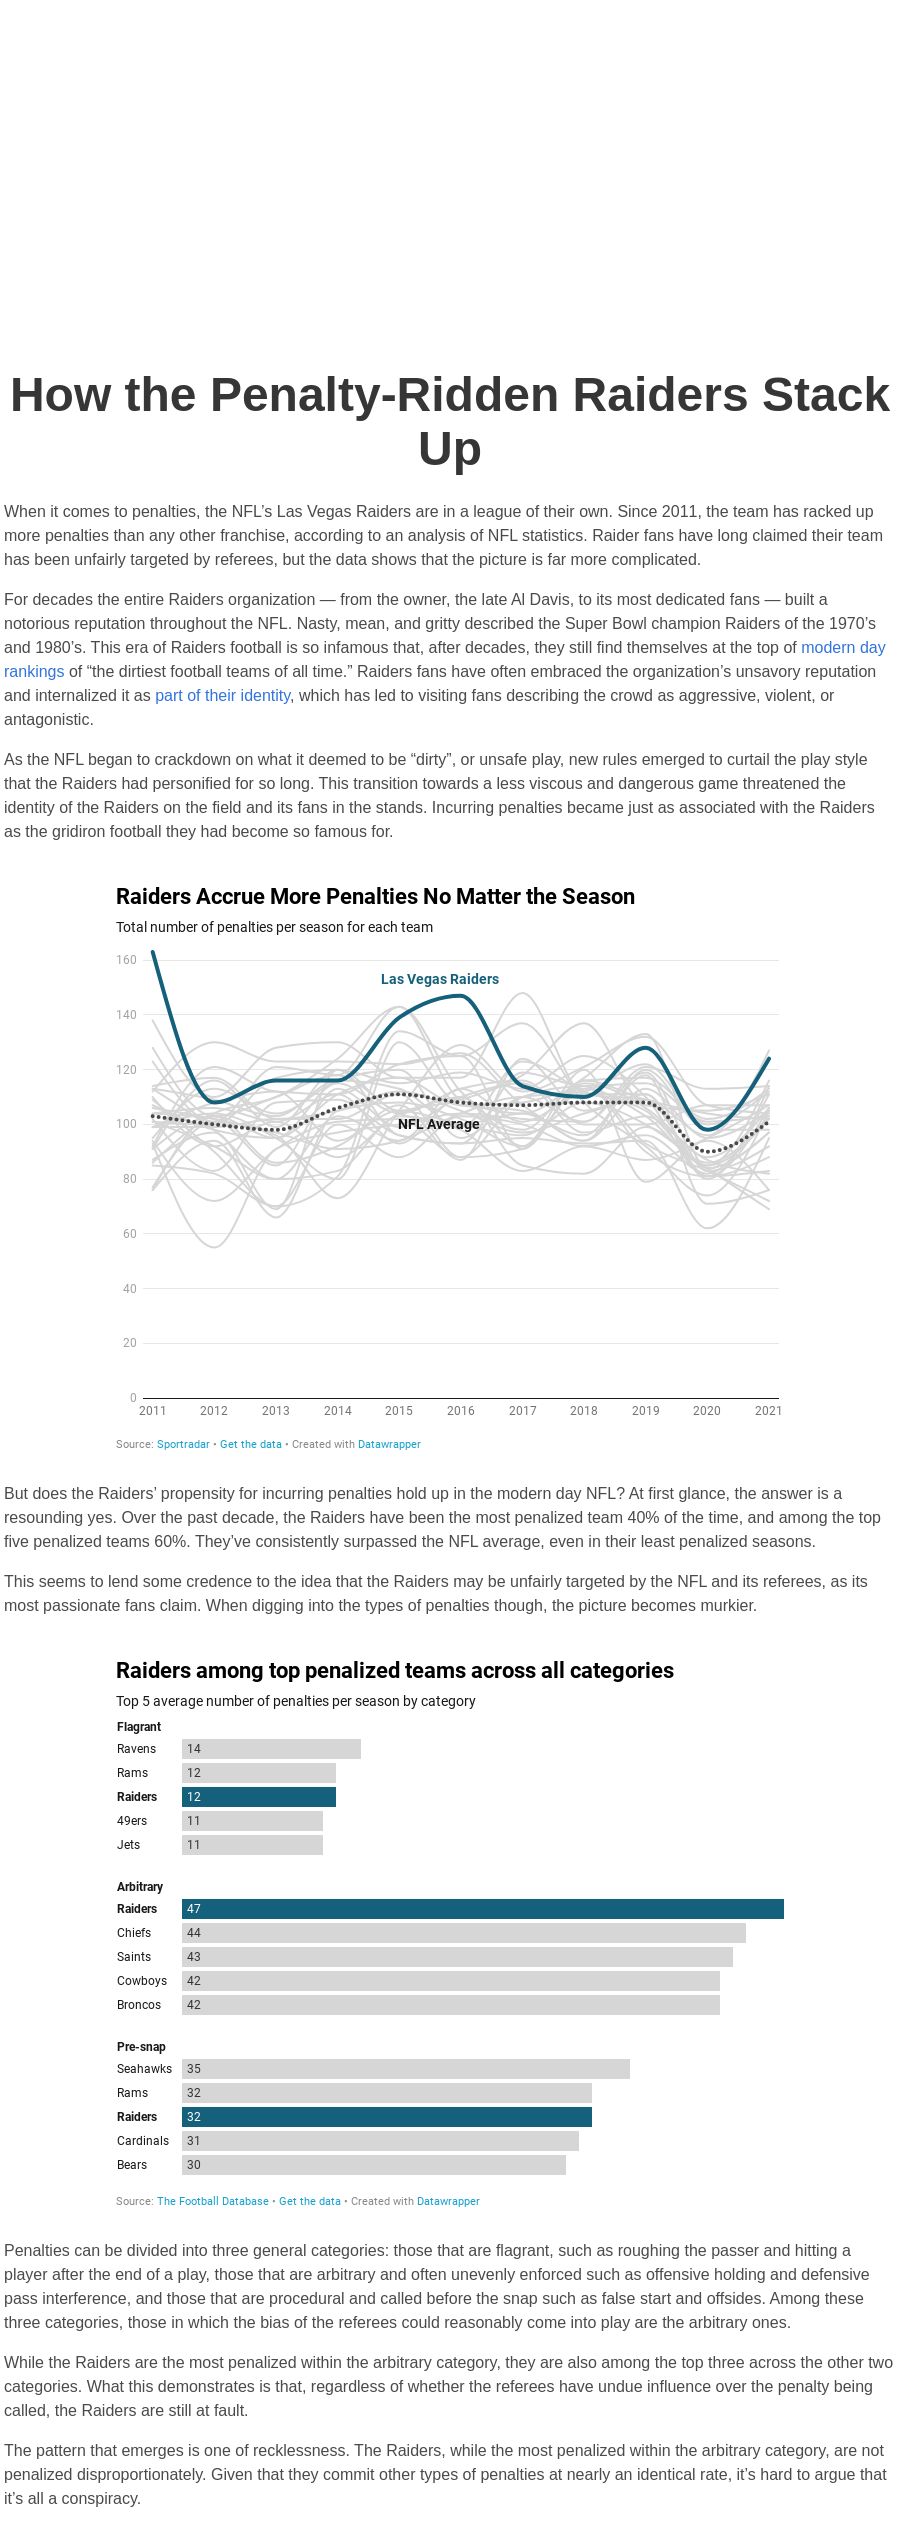 How the Penalty-Ridden Raiders Stack
Up
When it comes to penalties, the NFL’s Las Vegas Raiders are in a league of their own. Since 2011, the team has racked up
more penalties than any other franchise, according to an analysis of NFL statistics. Raider fans have long claimed their team
has been unfairly targeted by referees, but the data shows that the picture is far more complicated.
For decades the entire Raiders organization — from the owner, the late Al Davis, to its most dedicated fans — built a
notorious reputation throughout the NFL. Nasty, mean, and gritty described the Super Bowl champion Raiders of the 1970’s
and 1980’s. This era of Raiders football is so infamous that, after decades, they still find themselves at the top of modern day
rankings of “the dirtiest football teams of all time.” Raiders fans have often embraced the organization’s unsavory reputation
and internalized it as part of their identity, which has led to visiting fans describing the crowd as aggressive, violent, or
antagonistic.
As the NFL began to crackdown on what it deemed to be “dirty”, or unsafe play, new rules emerged to curtail the play style
that the Raiders had personified for so long. This transition towards a less viscous and dangerous game threatened the
identity of the Raiders on the field and its fans in the stands. Incurring penalties became just as associated with the Raiders
as the gridiron football they had become so famous for.
Raiders Accrue More Penalties No Matter the Season
Total number of penalties per season for each team
160
Las Vegas Raiders
140
120
100
NFL Average
80
60
40
20
0
2011 2012 2013 2014 2015 2016 2017 2018 2019 2020 2021
Source: Sportradar • Get the data • Created with Datawrapper
But does the Raiders’ propensity for incurring penalties hold up in the modern day NFL? At first glance, the answer is a
resounding yes. Over the past decade, the Raiders have been the most penalized team 40% of the time, and among the top
five penalized teams 60%. They’ve consistently surpassed the NFL average, even in their least penalized seasons.
This seems to lend some credence to the idea that the Raiders may be unfairly targeted by the NFL and its referees, as its
most passionate fans claim. When digging into the types of penalties though, the picture becomes murkier.
Raiders among top penalized teams across all categories
Top 5 average number of penalties per season by category
Flagrant
Ravens 14
Rams 12
Raiders 12
49ers 11
Jets 11
Arbitrary
Raiders 47
Chiefs 44
Saints 43
Cowboys 42
Broncos 42
Pre-snap
Seahawks 35
Rams 32
Raiders 32
Cardinals 31
Bears 30
Source: The Football Database • Get the data • Created with Datawrapper
Penalties can be divided into three general categories: those that are flagrant, such as roughing the passer and hitting a
player after the end of a play, those that are arbitrary and often unevenly enforced such as offensive holding and defensive
pass interference, and those that are procedural and called before the snap such as false start and offsides. Among these
three categories, those in which the bias of the referees could reasonably come into play are the arbitrary ones.
While the Raiders are the most penalized within the arbitrary category, they are also among the top three across the other two
categories. What this demonstrates is that, regardless of whether the referees have undue influence over the penalty being
called, the Raiders are still at fault.
The pattern that emerges is one of recklessness. The Raiders, while the most penalized within the arbitrary category, are not
penalized disproportionately. Given that they commit other types of penalties at nearly an identical rate, it’s hard to argue that
it’s all a conspiracy.